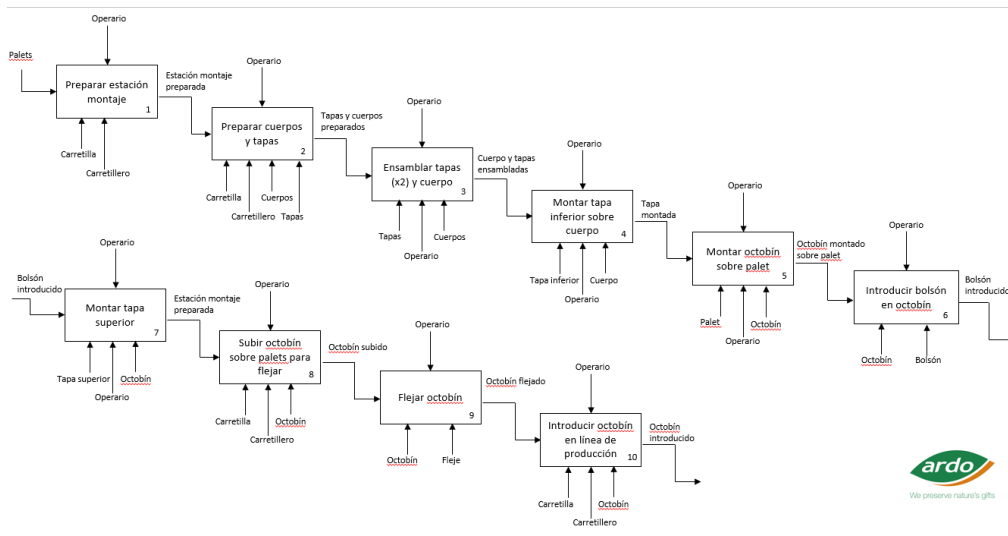 Operario
Palets
Preparar estación
montaje
1
Estación montaje
preparada
Carretilla
Carretillero
Operario
Preparar cuerpos
y tapas
2
Tapas y cuerpos
preparados
Carretilla
Cuerpos
Carretillero
Tapas
Operario
Ensamblar tapas
(x2) y cuerpo
3
Cuerpo y tapas
ensambladas
Tapas
Cuerpos
Operario
Operario
Montar tapa
inferior sobre
cuerpo
4
Tapa
montada
Tapa inferior
Cuerpo
Operario
Operario
Montar octobín
sobre palet
5
Octobín montado
sobre palet
Palet
Octobín
Operario
Operario
Introducir bolsón
en octobín
6
Bolsón
introducido
Octobín
Bolsón
Operario
Bolsón
introducido
Montar tapa
superior
7
Estación montaje
preparada
Tapa superior
Octobín
Operario
Operario
Subir octobín
sobre palets para
flejar
8
Octobín subido
Carretilla
Octobín
Carretillero
Operario
Flejar octobín
9
Octobín flejado
Octobín
Fleje
Operario
Introducir octobín
en línea de
producción
10
Octobín
introducido
Carretilla
Octobín
Carretillero
ardo
We preserve nature's gifts